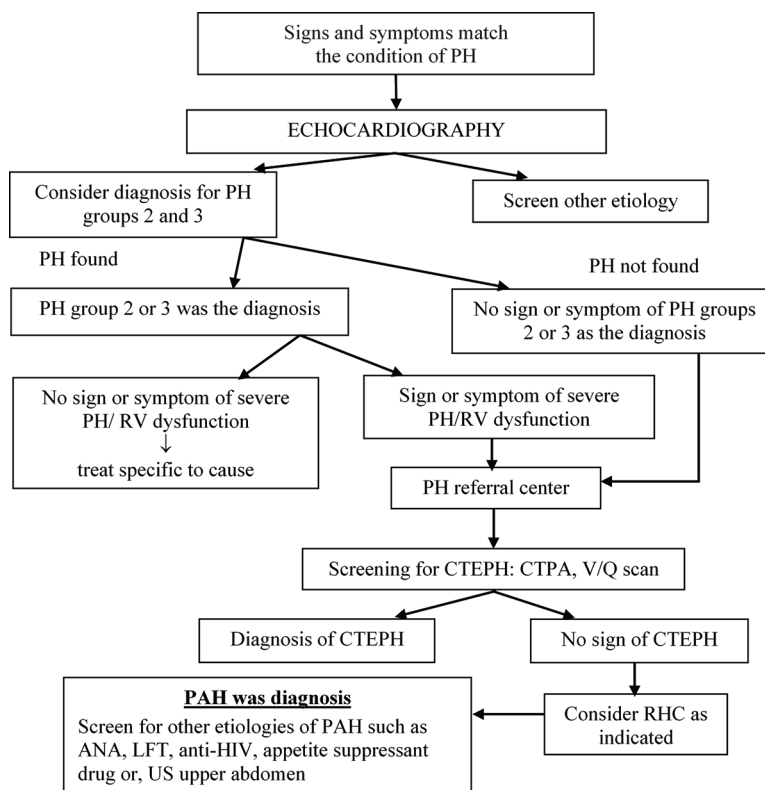 Signs and symptoms match
the condition of PH
ECHOCARDIOGRAPHY
Consider diagnosis for PH
groups 2 and 3
Screen other etiology
PH found
PH not found
PH group 2 or 3 was the diagnosis
No sign or symptom of PH groups
2 or 3 as the diagnosis
No sign or symptom of severe
PH/ RV dysfunction
↓
treat specific to cause
Sign or symptom of severe
PH/RV dysfunction
PH referral center
Screening for CTEPH: CTPA, V/Q scan
Diagnosis of CTEPH
No sign of CTEPH
PAH was diagnosis
Screen for other etiologies of PAH such as
ANA, LFT, anti-HIV, appetite suppressant
drug or, US upper abdomen
Consider RHC as
indicated